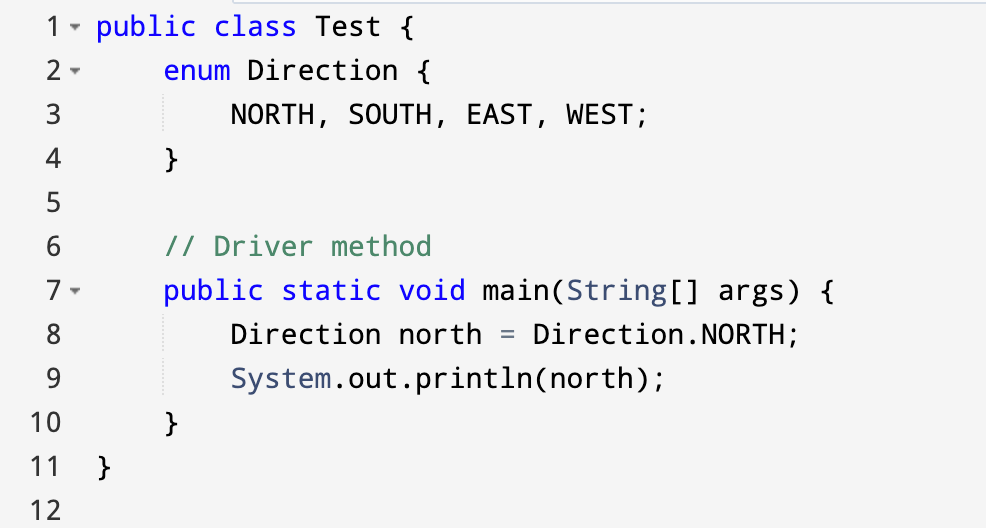 1 public class Test {
2     enum Direction {
3         NORTH, SOUTH, EAST, WEST;
4     }
5
6     // Driver method
7     public static void main(String[] args) {
8         Direction north = Direction.NORTH;
9         System.out.println(north);
10     }
11 }
12